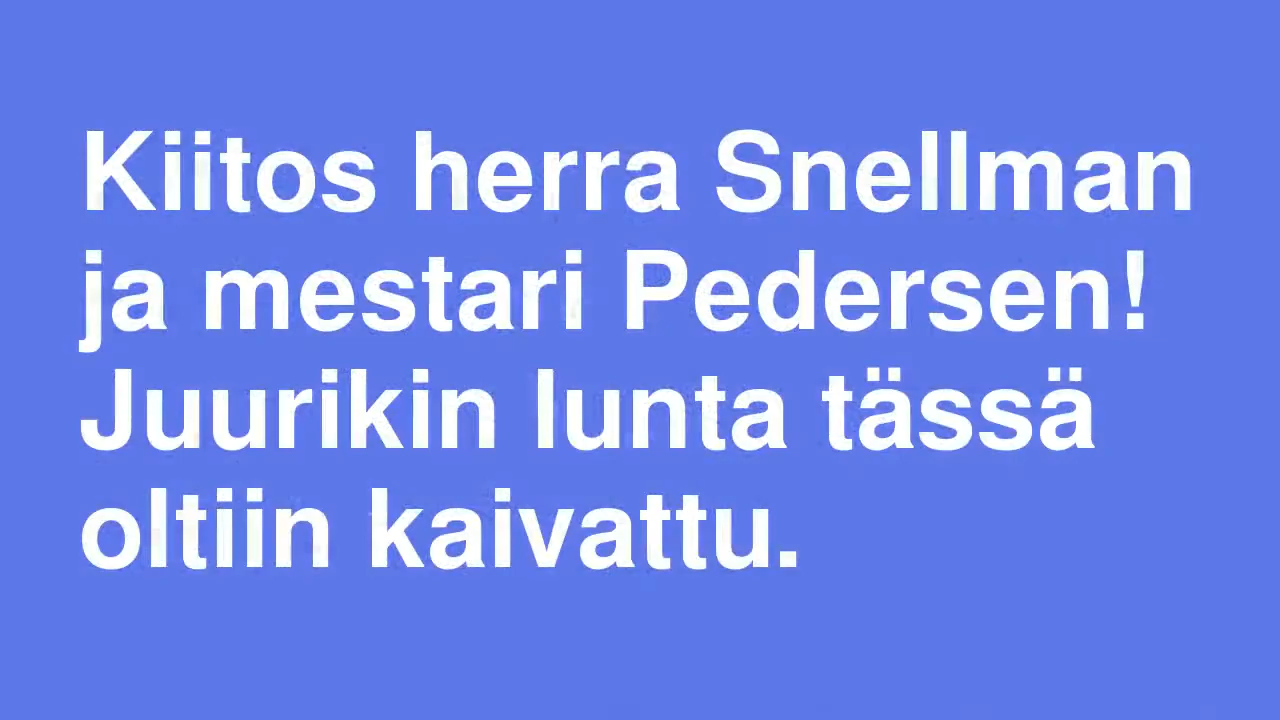 Kiitos herra Snellman
ja mestari Pedersen!
Juurikin lunta tässä
oltiin kaivattu.